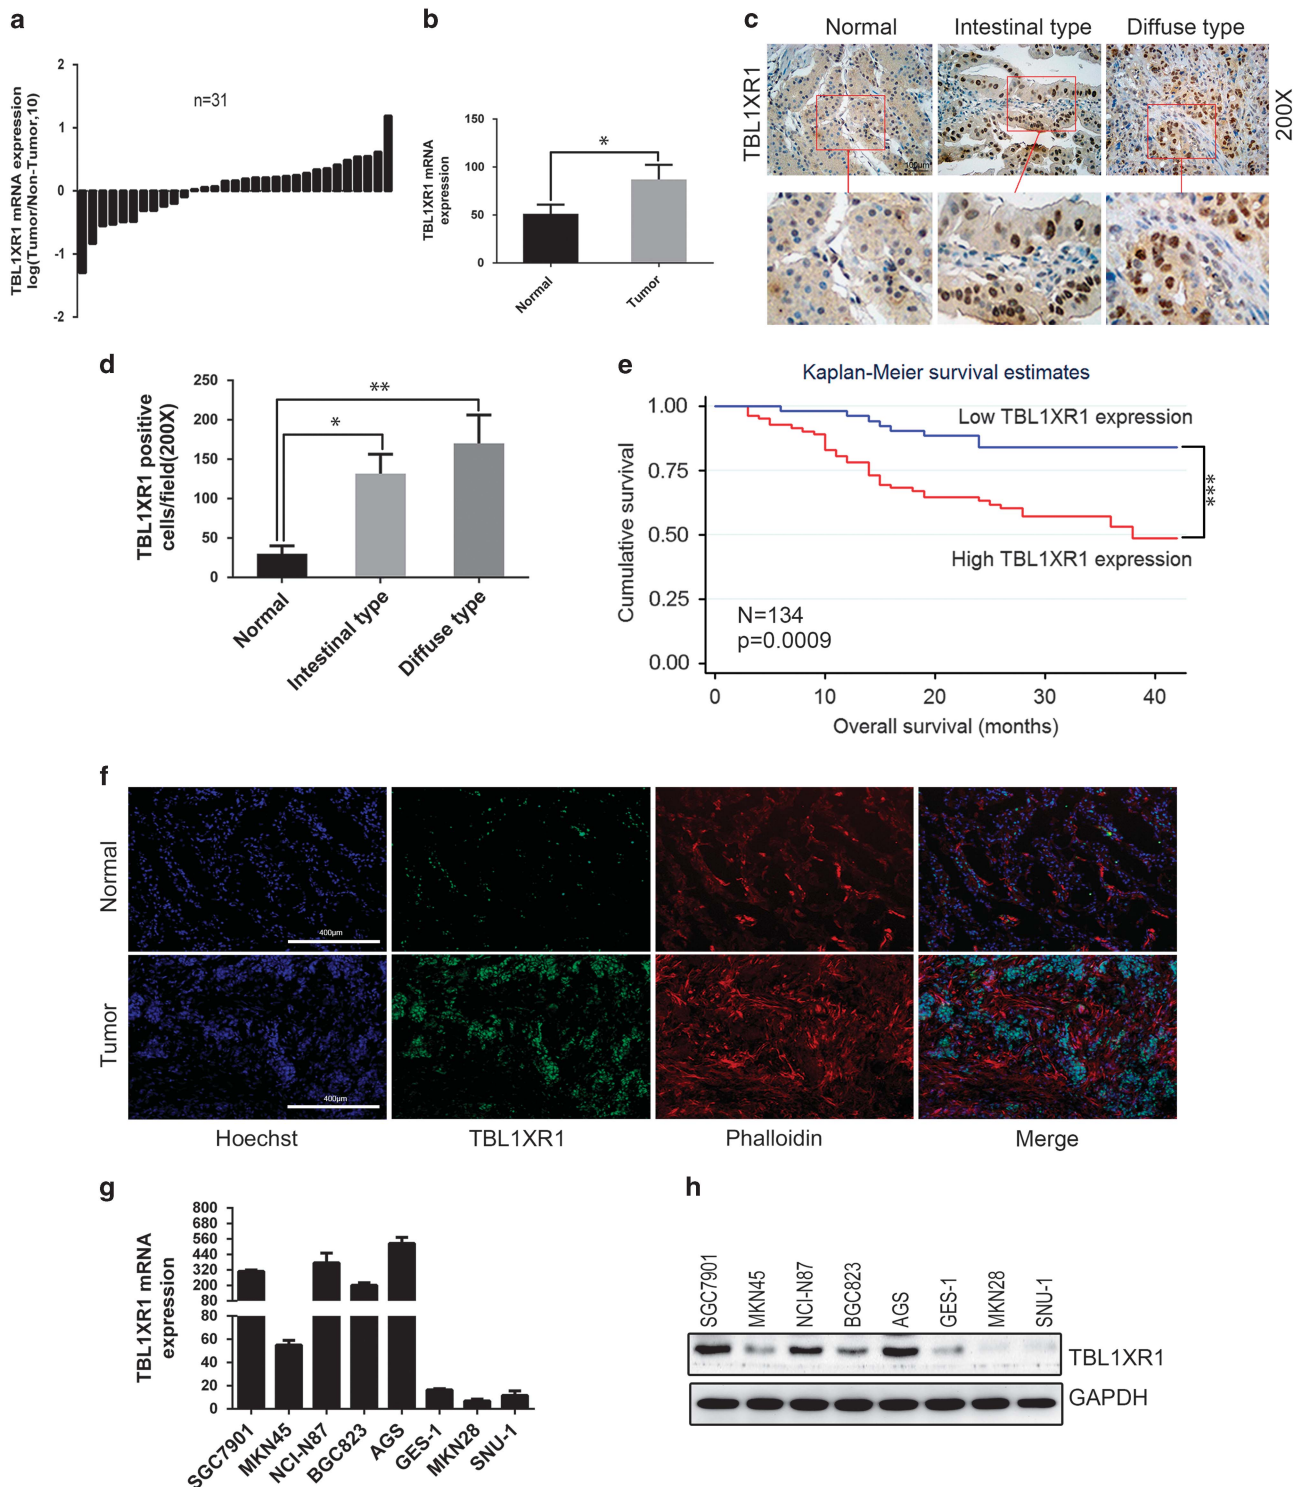 a
TBL1XR1 mRNA expression
log(Tumor/Non-Tumor,10)
2
1
0
-1
-2
n=31
b
TBL1XR1 mRNA
expression
150
100
50
0
*
Normal
Tumor
c
Normal
Intestinal type
Diffuse type
TBL1XR1
200X
d
TBL1XR1 positive
cells/field(200X)
250
200
150
100
50
0
**
*
Normal
Intestinal type
Diffuse type
e
Kaplan-Meier survival estimates
Cumulative survival
1.00
0.75
0.50
0.25
0.00
Low TBL1XR1 expression
High TBL1XR1 expression
***
N=134
p=0.0009
0
10
20
30
40
Overall survival (months)
f
Normal
400μm
Tumor
400μm
Hoechst
TBL1XR1
Phalloidin
Merge
g
TBL1XR1 mRNA
expression
800
680
560
440
320
200
80
80
60
40
20
0
SGC7901
MKN45
NCI-N87
BGC823
AGS
GES-1
MKN28
SNU-1
h
SGC7901
MKN45
NCI-N87
BGC823
AGS
GES-1
MKN28
SNU-1
TBL1XR1
GAPDH